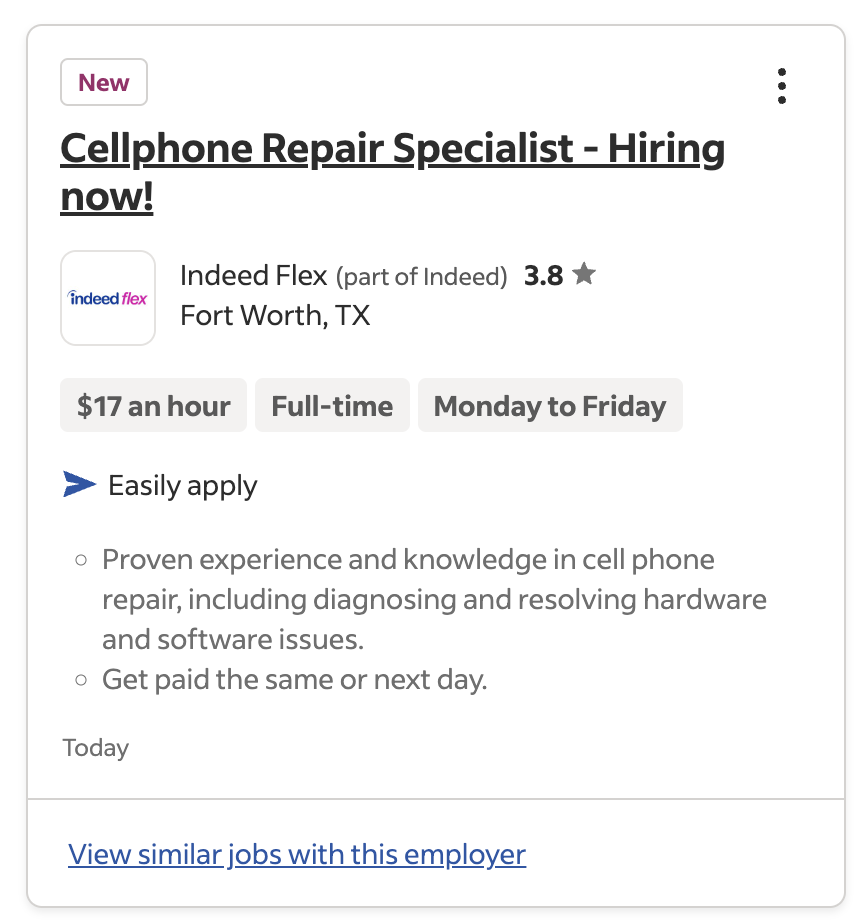 New
Cellphone Repair Specialist - Hiring
now!
indeed flex
Indeed Flex (part of Indeed) 3.8
Fort Worth, TX
$17 an hour Full-time Monday to Friday
Easily apply
Proven experience and knowledge in cell phone
repair, including diagnosing and resolving hardware
and software issues.
Get paid the same or next day.
Today
View similar jobs with this employer